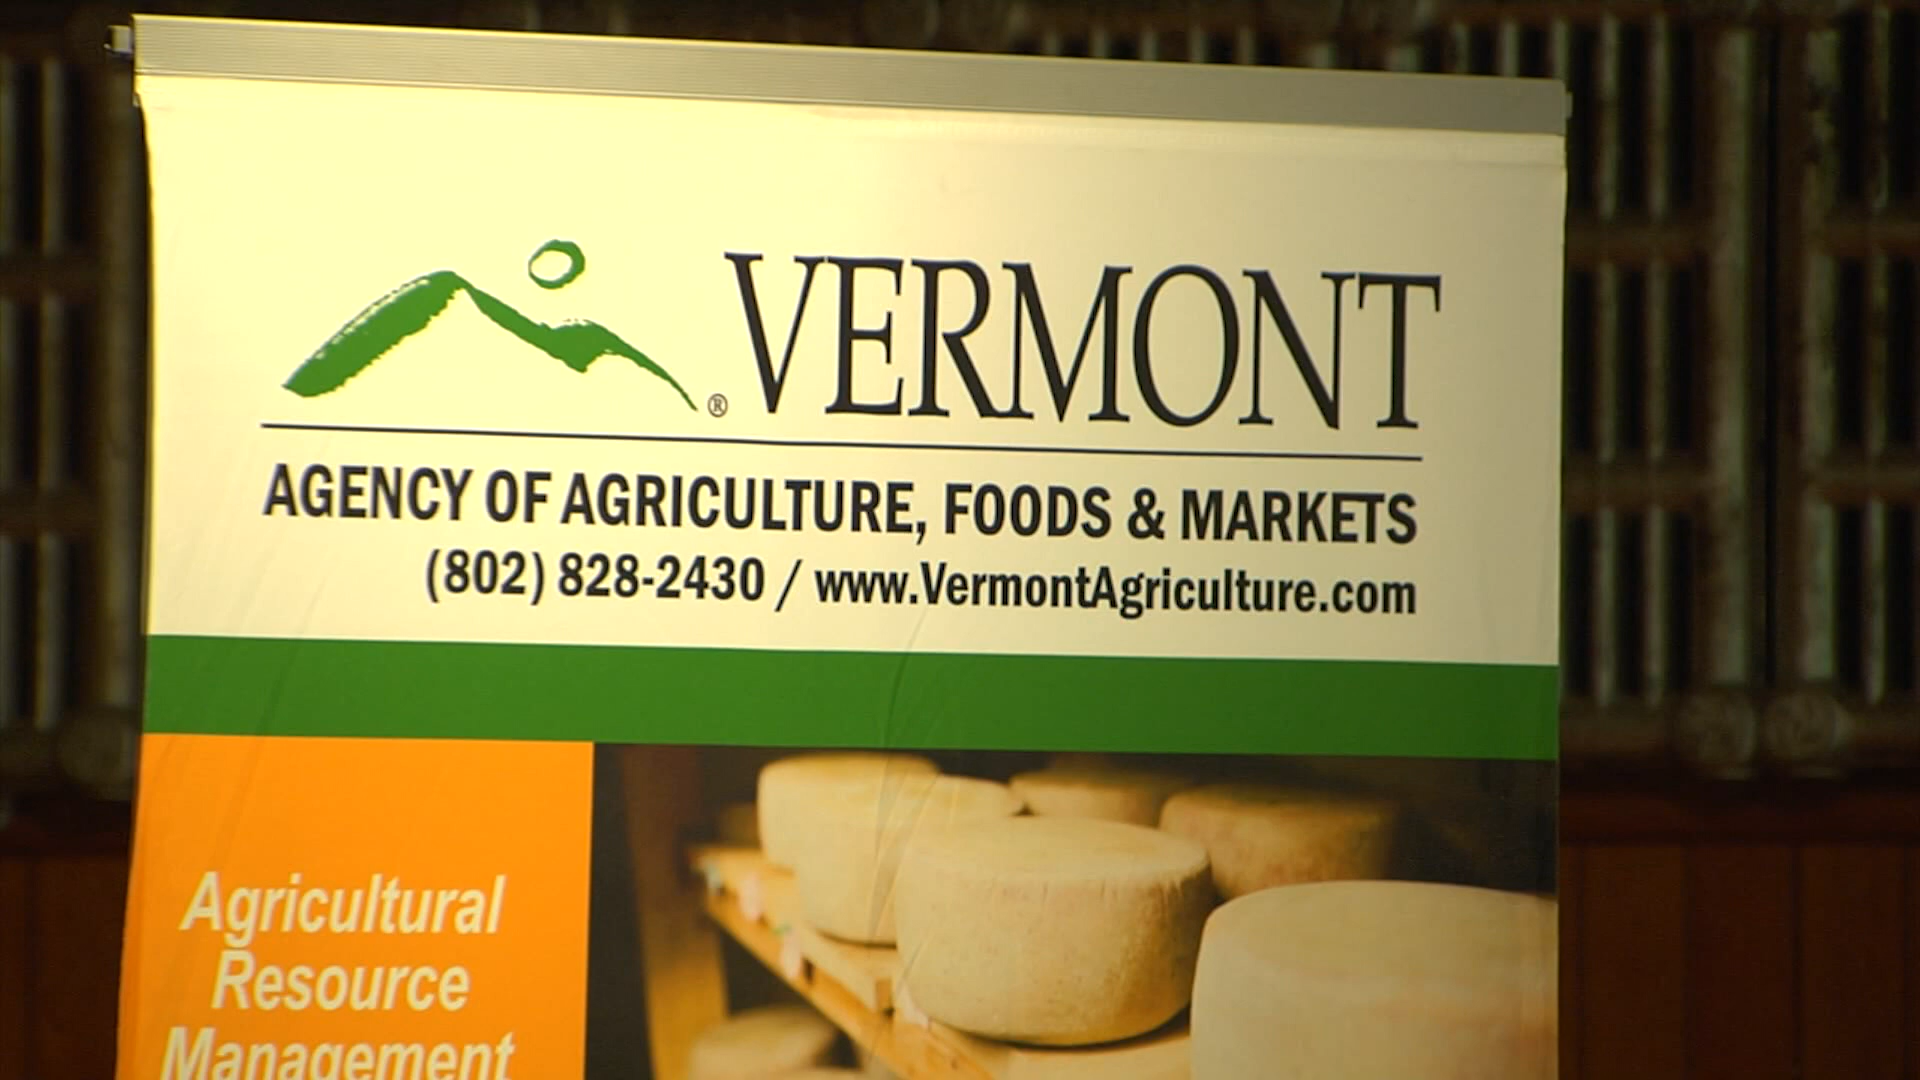 ® VERMONT
AGENCY OF AGRICULTURE, FOODS & MARKETS
(802) 828-2430 / www.VermontAgriculture.com
Agricultural
Resource
Management